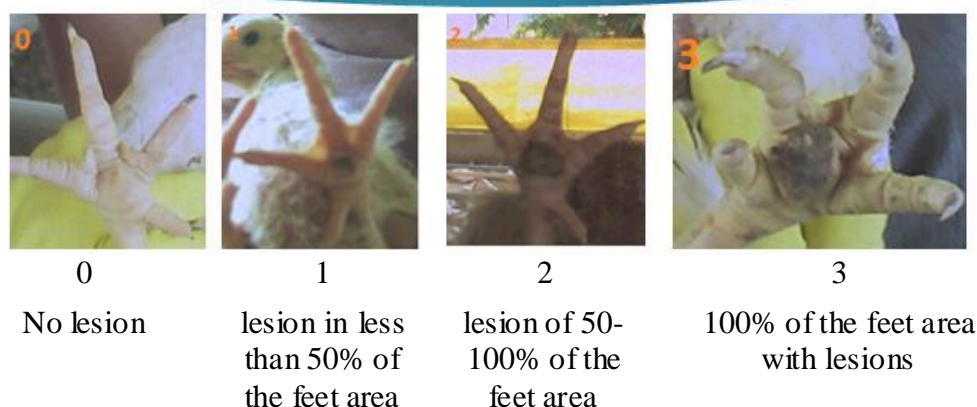 0
1
2
3
0
1
2
3
No lesion
lesion in less
than 50% of
the feet area
lesion of 50-
100% of the
feet area
100% of the feet area
with lesions